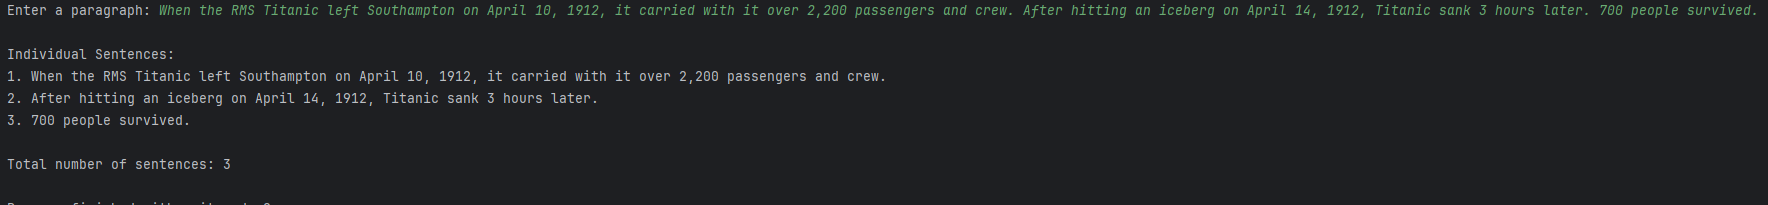 Enter a paragraph: When the RMS Titanic left Southampton on April 10, 1912, it carried with it over 2,200 passengers and crew. After hitting an iceberg on April 14, 1912, Titanic sank 3 hours later. 700 people survived.
Individual Sentences:
1. When the RMS Titanic left Southampton on April 10, 1912, it carried with it over 2,200 passengers and crew.
2. After hitting an iceberg on April 14, 1912, Titanic sank 3 hours later.
3. 700 people survived.
Total number of sentences: 3